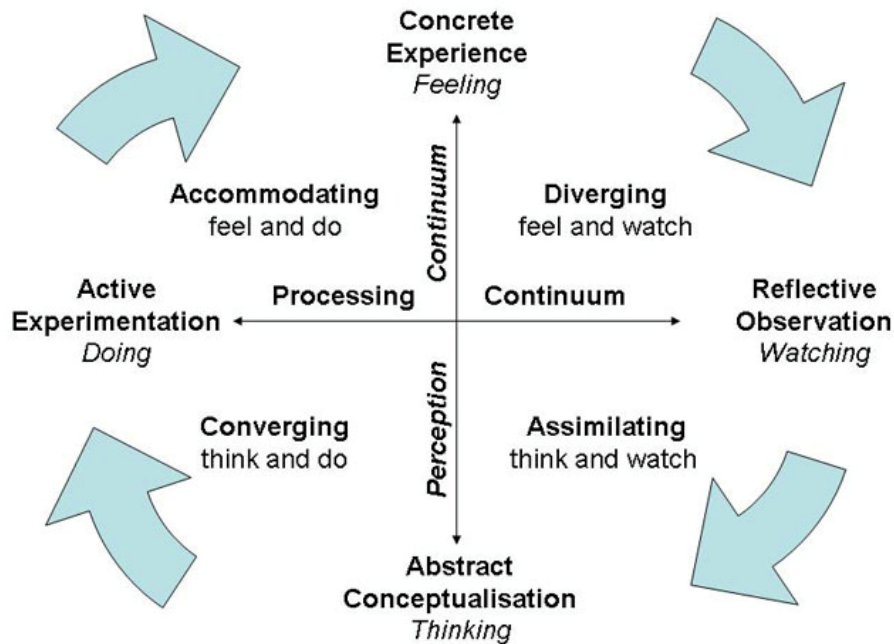 Concrete
Experience
Feeling
Continuum
Accommodating
feel and do
Diverging
feel and watch
Active
Experimentation
Doing
Processing
Continuum
Reflective
Observation
Watching
Perception
Converging
think and do
Assimilating
think and watch
Abstract
Conceptualisation
Thinking